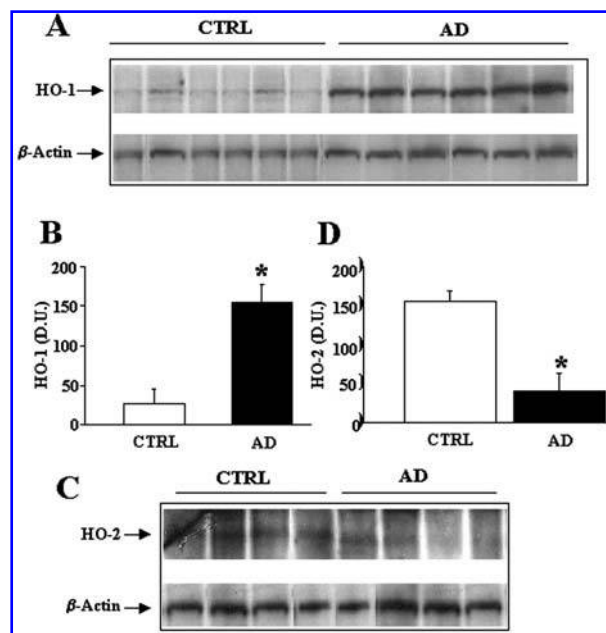 A
CTRL AD
HO-1
β-Actin
B
200
150
100
50
0
HO-1 (D.U.)
*
CTRL AD
D
200
150
100
50
0
HO-2 (D.U.)
*
CTRL AD
C
CTRL AD
HO-2
β-Actin